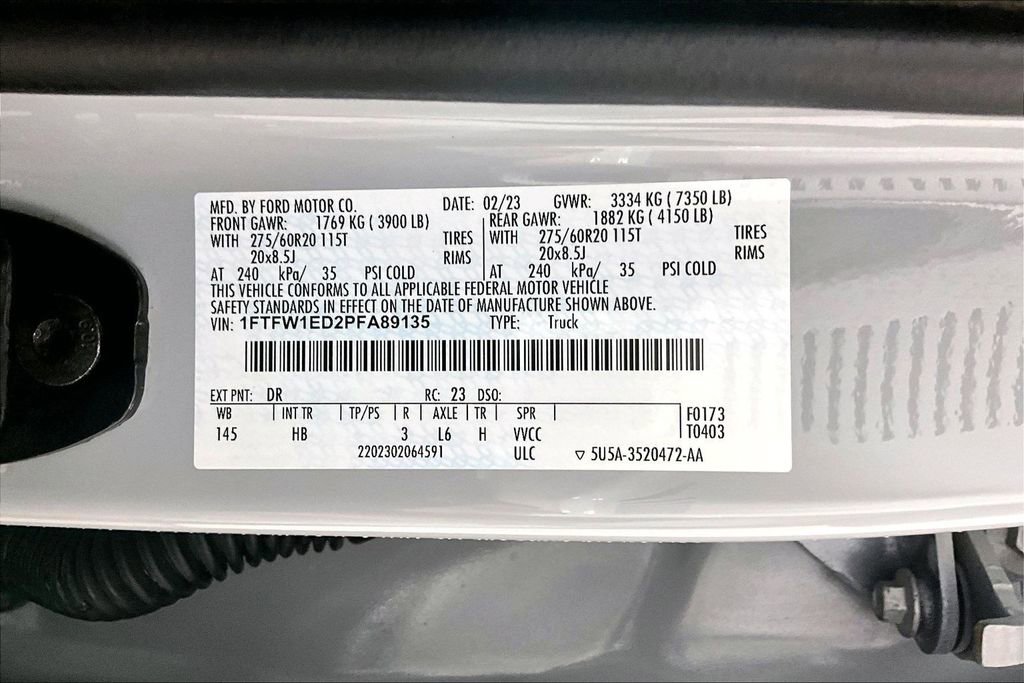 MFD. BY FORD MOTOR CO. DATE: 02/23 GVWR: 3334 KG ( 7350 LB)
FRONT GAWR: 1769 KG ( 3900 LB) REAR GAWR: 1882 KG ( 4150 LB)
WITH 275/60R20 115T TIRES WITH 275/60R20 115T TIRES
20x8.5J RIMS 20x8.5J RIMS
AT 240 kPa/ 35 PSI COLD AT 240 kPa/ 35 PSI COLD
THIS VEHICLE CONFORMS TO ALL APPLICABLE FEDERAL MOTOR VEHICLE
SAFETY STANDARDS IN EFFECT ON THE DATE OF MANUFACTURE SHOWN ABOVE.
VIN: 1FTFW1ED2PFA89135 TYPE: Truck
EXT PNT: DR RC: 23 DSO:
WB INT TR TP/PS R AXLE TR SPR F0173
145 HB 3 L6 H VVCC T0403
2202302064591 ULC ▽ 5U5A-3520472-AA